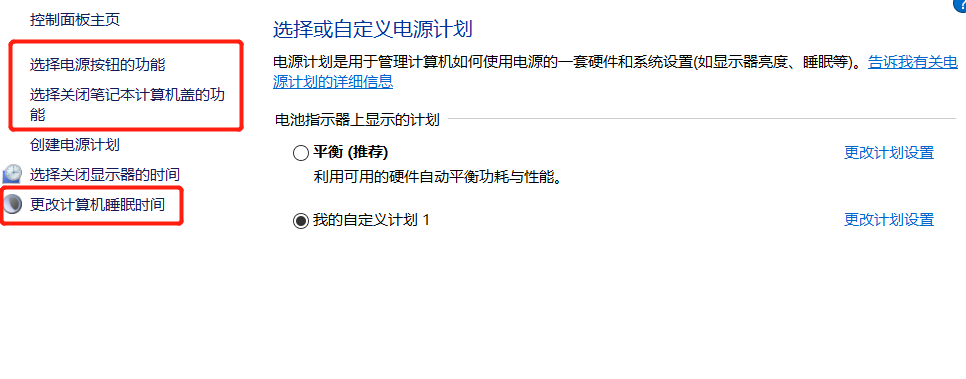 控制面板主页
选择电源按钮的功能
选择关闭笔记本计算机盖的功
能
创建电源计划
选择关闭显示器的时间
更改计算机睡眠时间
选择或自定义电源计划
电源计划是用于管理计算机如何使用电源的一套硬件和系统设置(如显示器亮度、睡眠等)。告诉我有关电
源计划的详细信息
电池指示器上显示的计划
平衡 (推荐) 更改计划设置
利用可用的硬件自动平衡功耗与性能。
我的自定义计划 1 更改计划设置
?